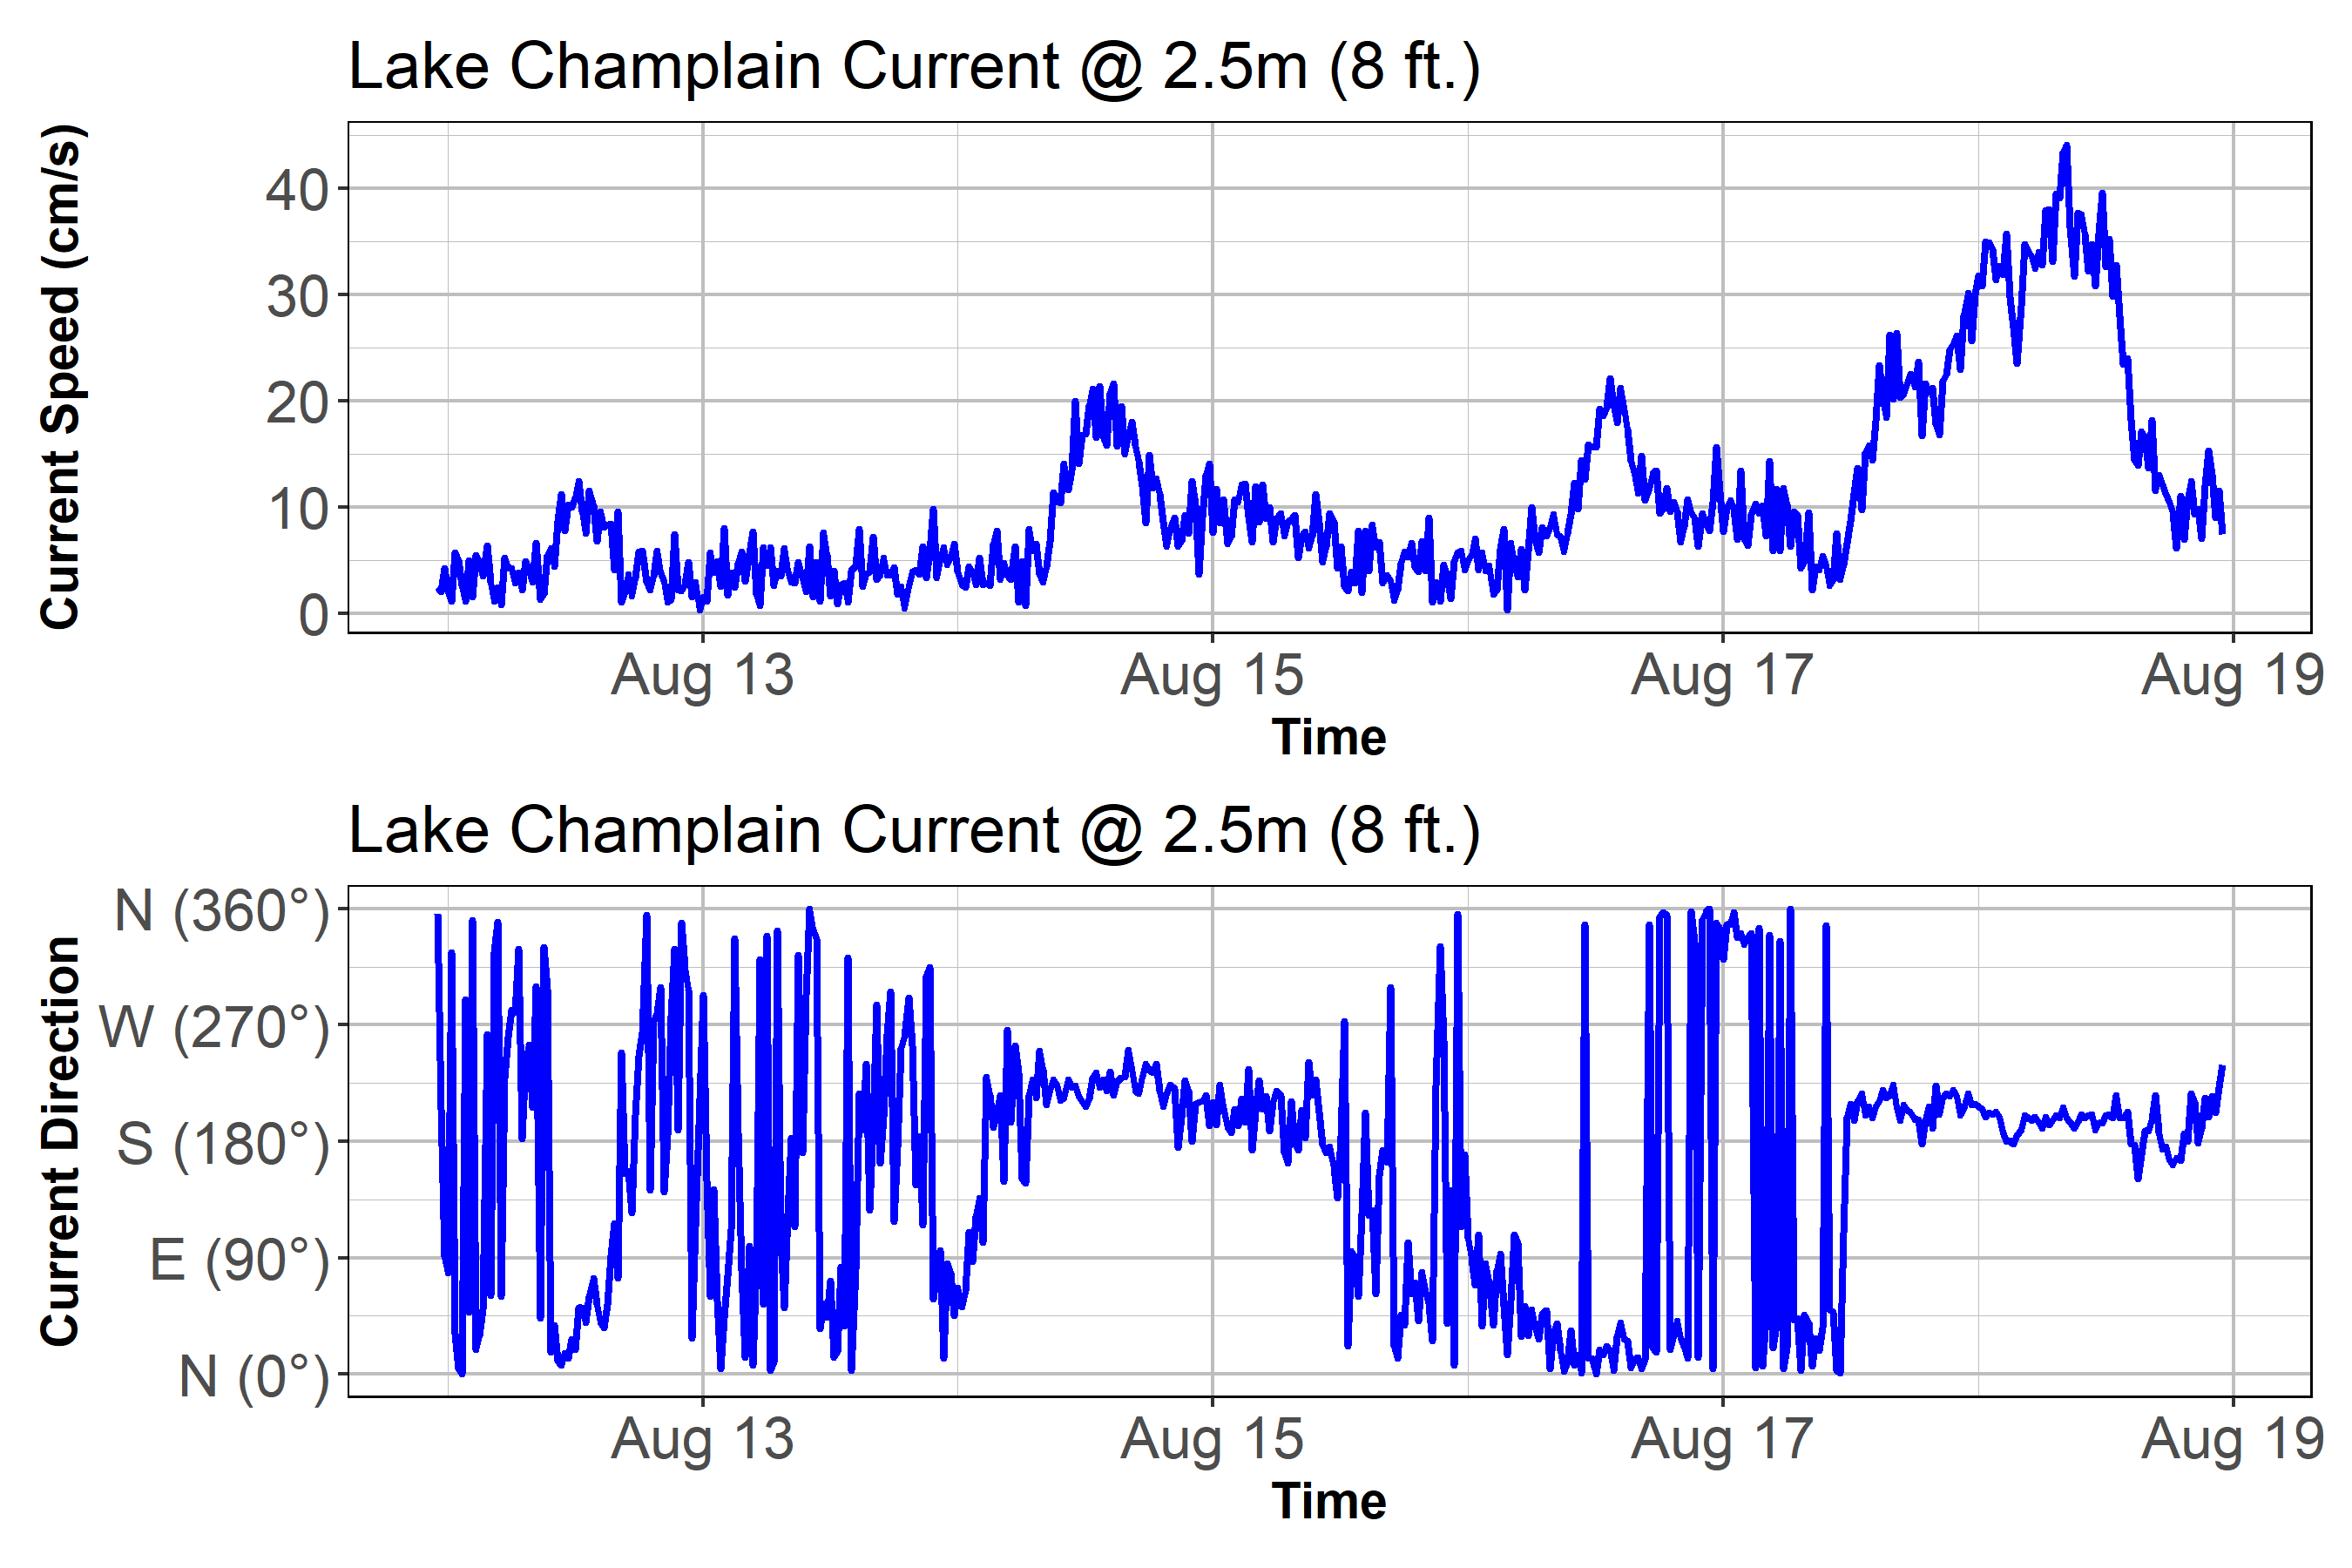 Lake Champlain Current @ 2.5m (8 ft.)
Current Speed (cm/s)
40
30
20
10
0
Aug 13 Aug 15 Aug 17 Aug 19
Time
Lake Champlain Current @ 2.5m (8 ft.)
Current Direction
N (360°)
W (270°)
S (180°)
E (90°)
N (0°)
Aug 13 Aug 15 Aug 17 Aug 19
Time